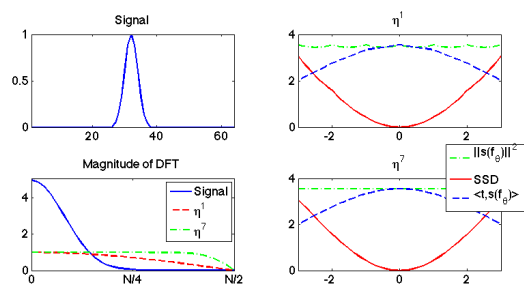 Signal
1
0.5
0
0
20
40
60
η¹
4
2
0
-2
0
2
Magnitude of DFT
4
2
0
0
N/4
N/2
Signal
η¹
η⁷
η⁷
4
2
0
-2
0
2
||s(f_θ)||²
SSD
<t,s(f_θ)>